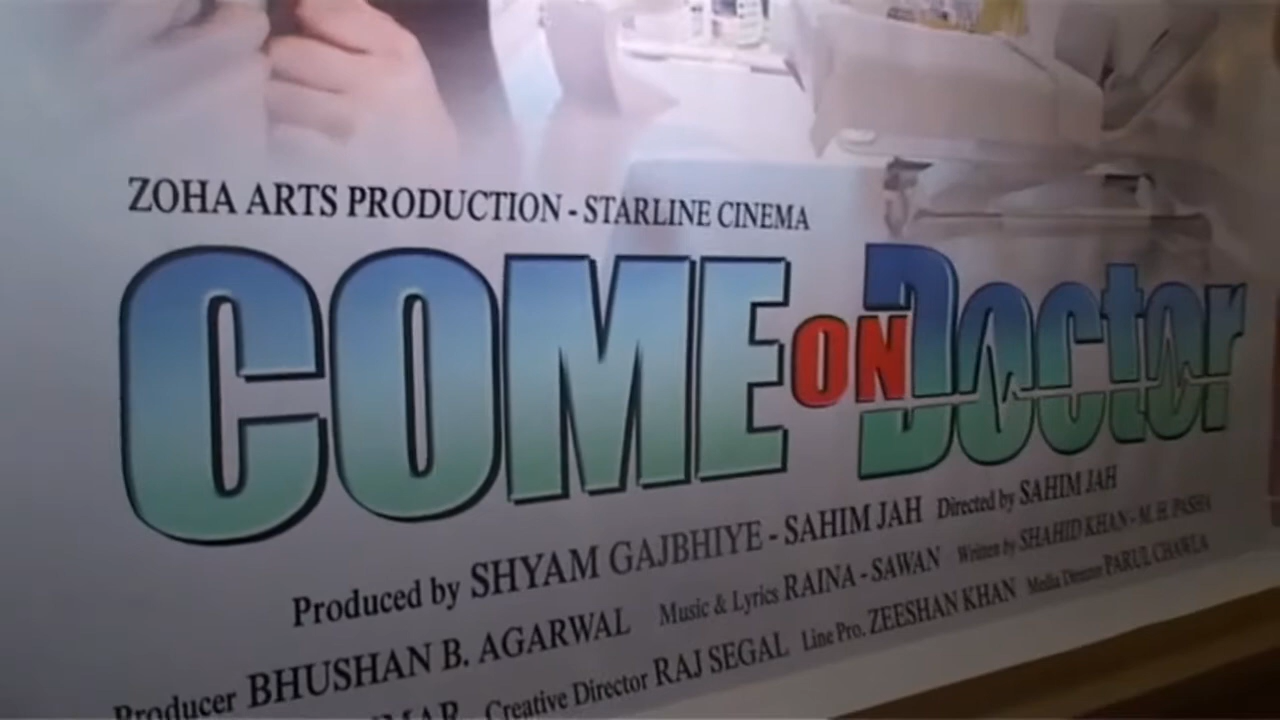 ZOHA ARTS PRODUCTION - STARLINE CINEMA
COME ON Doctor
Produced by SHYAM GAJBHIYE - SAHIM JAH Directed by SAHIM JAH
Producer BHUSHAN B. AGARWAL Music & Lyrics RAINA - SAWAN Written by SHAHID KHAN - M. H. PASHA
Creative Director RAJ SEGAL Line Pro. ZEESHAN KHAN Media Director PARUL CHAWLA